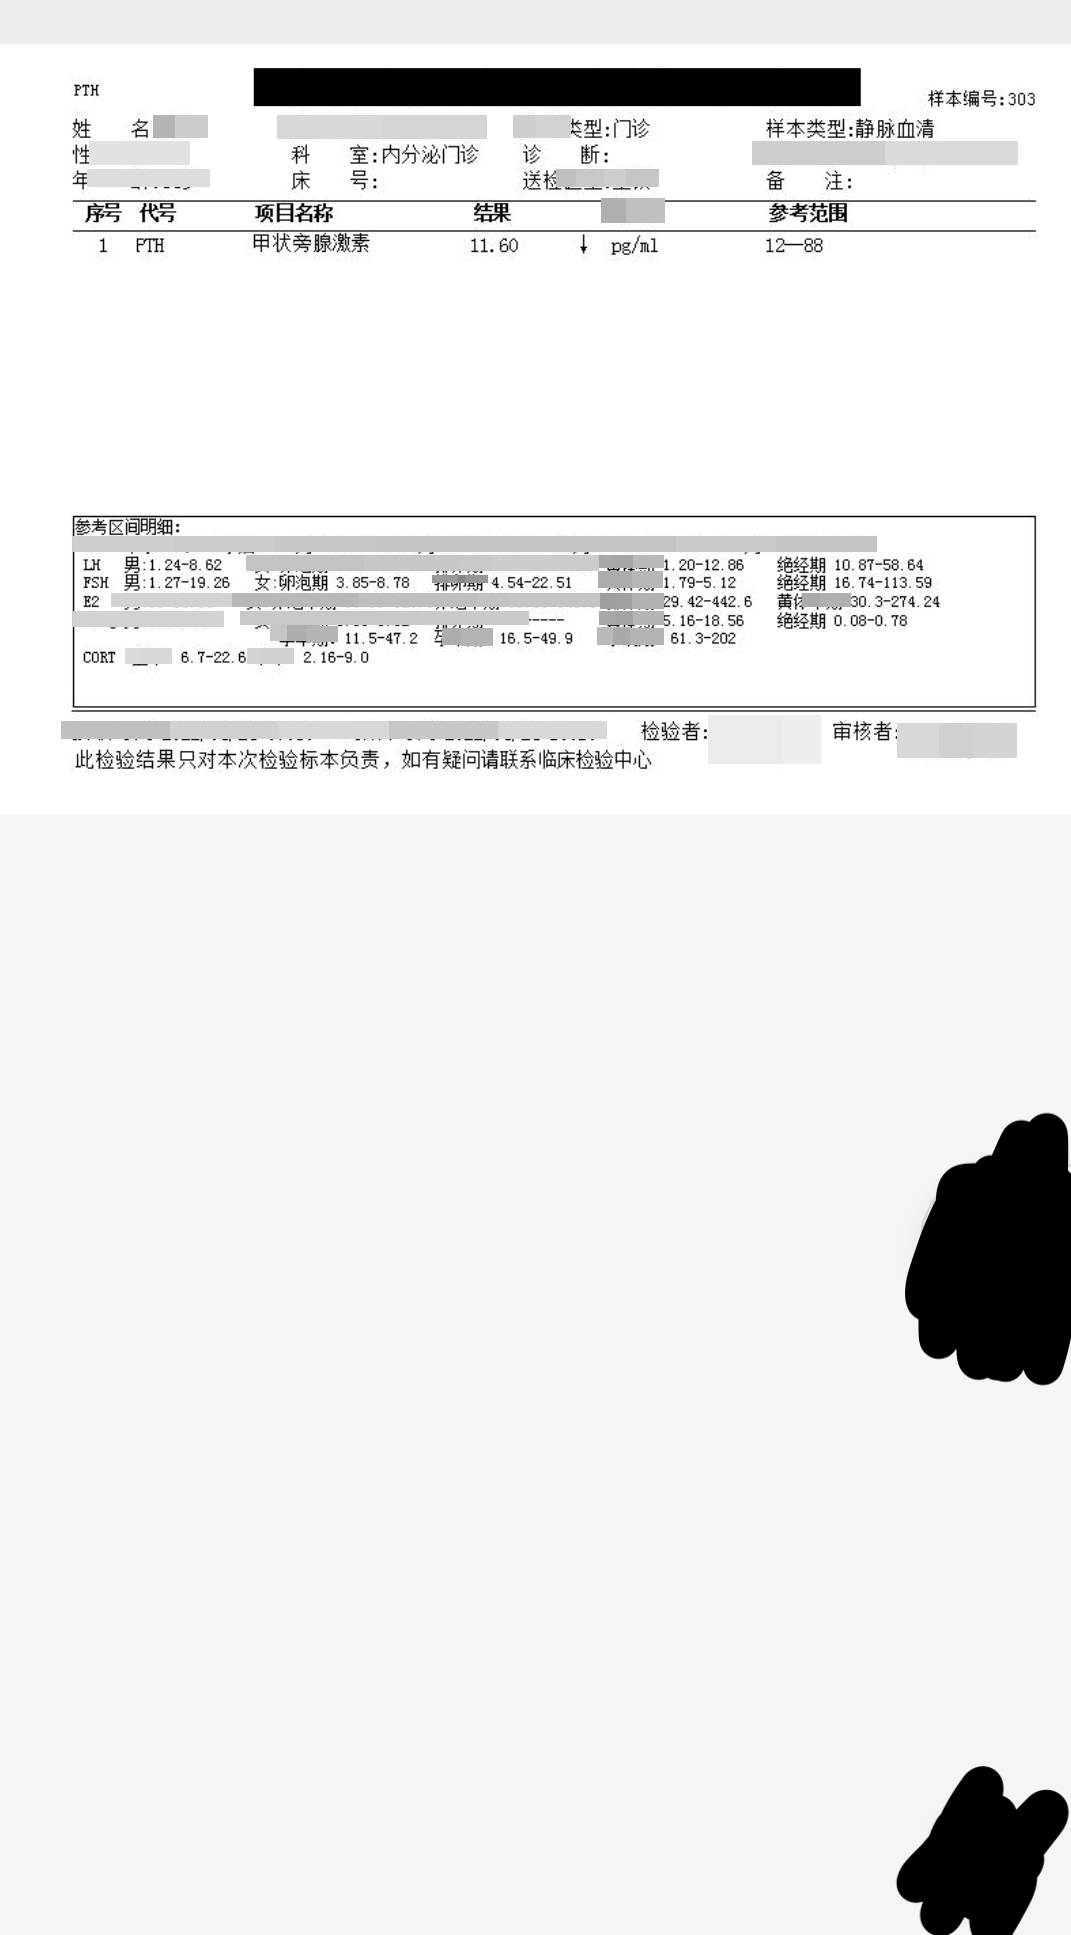 PTH
样本编号:303
姓 名 类型:门诊 样本类型:静脉血清
性 科 室:内分泌门诊 诊 断:
年 床 号: 送检 备 注:
序号 代号 项目名称 结果 参考范围
1 PTH 甲状旁腺激素 11.60 ↓ pg/ml 12—88
参考区间明细:
LH 男:1.24-8.62 1.20-12.86 绝经期 10.87-58.64
FSH 男:1.27-19.26 女:卵泡期 3.85-8.78 4.54-22.51 1.79-5.12 绝经期 16.74-113.59
E2 29.42-442.6 30.3-274.24
5.16-18.56 绝经期 0.08-0.78
11.5-47.2 16.5-49.9 61.3-202
CORT 6.7-22.6 2.16-9.0
检验者: 审核者:
此检验结果只对本次检验标本负责，如有疑问请联系临床检验中心